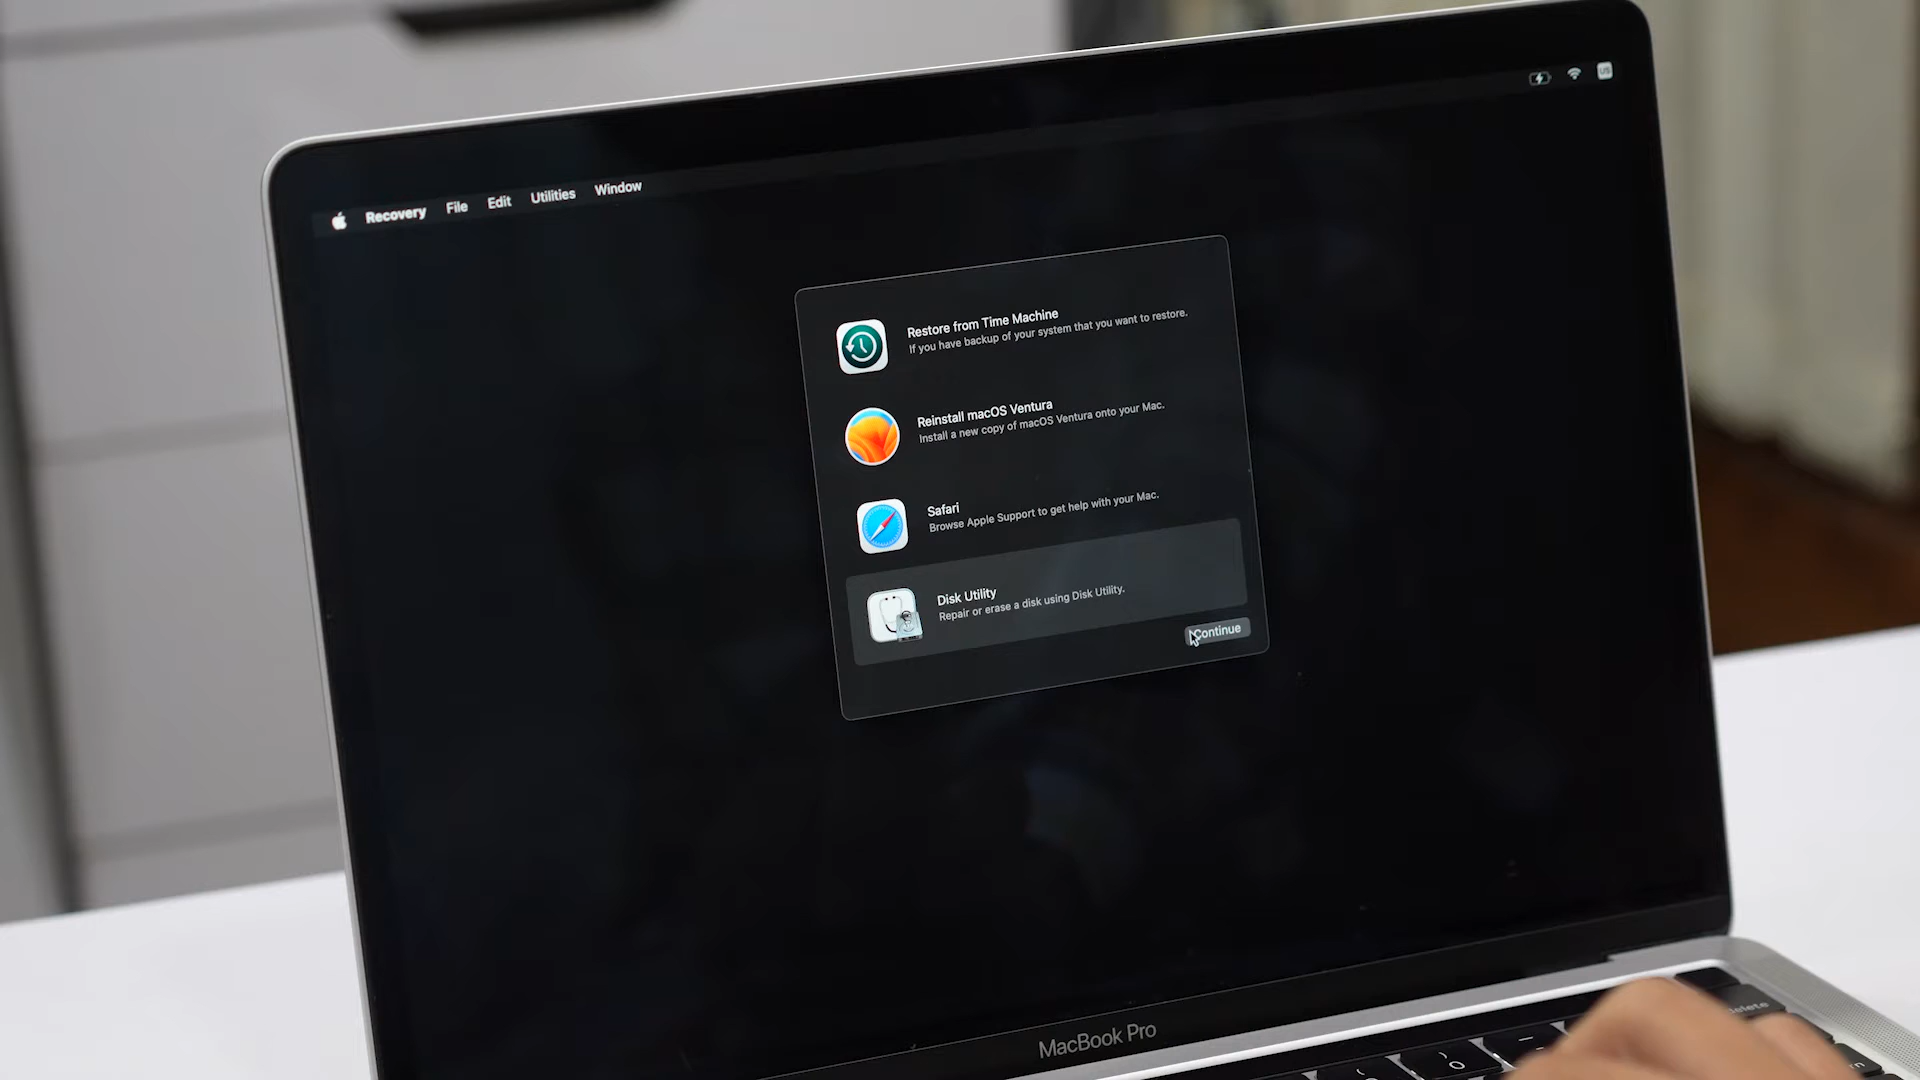 Recovery File Edit Utilities Window
US
Restore from Time Machine
If you have backup of your system that you want to restore.
Reinstall macOS Ventura
Install a new copy of macOS Ventura onto your Mac.
Safari
Browse Apple Support to get help with your Mac.
Disk Utility
Repair or erase a disk using Disk Utility.
Continue
MacBook Pro
delete